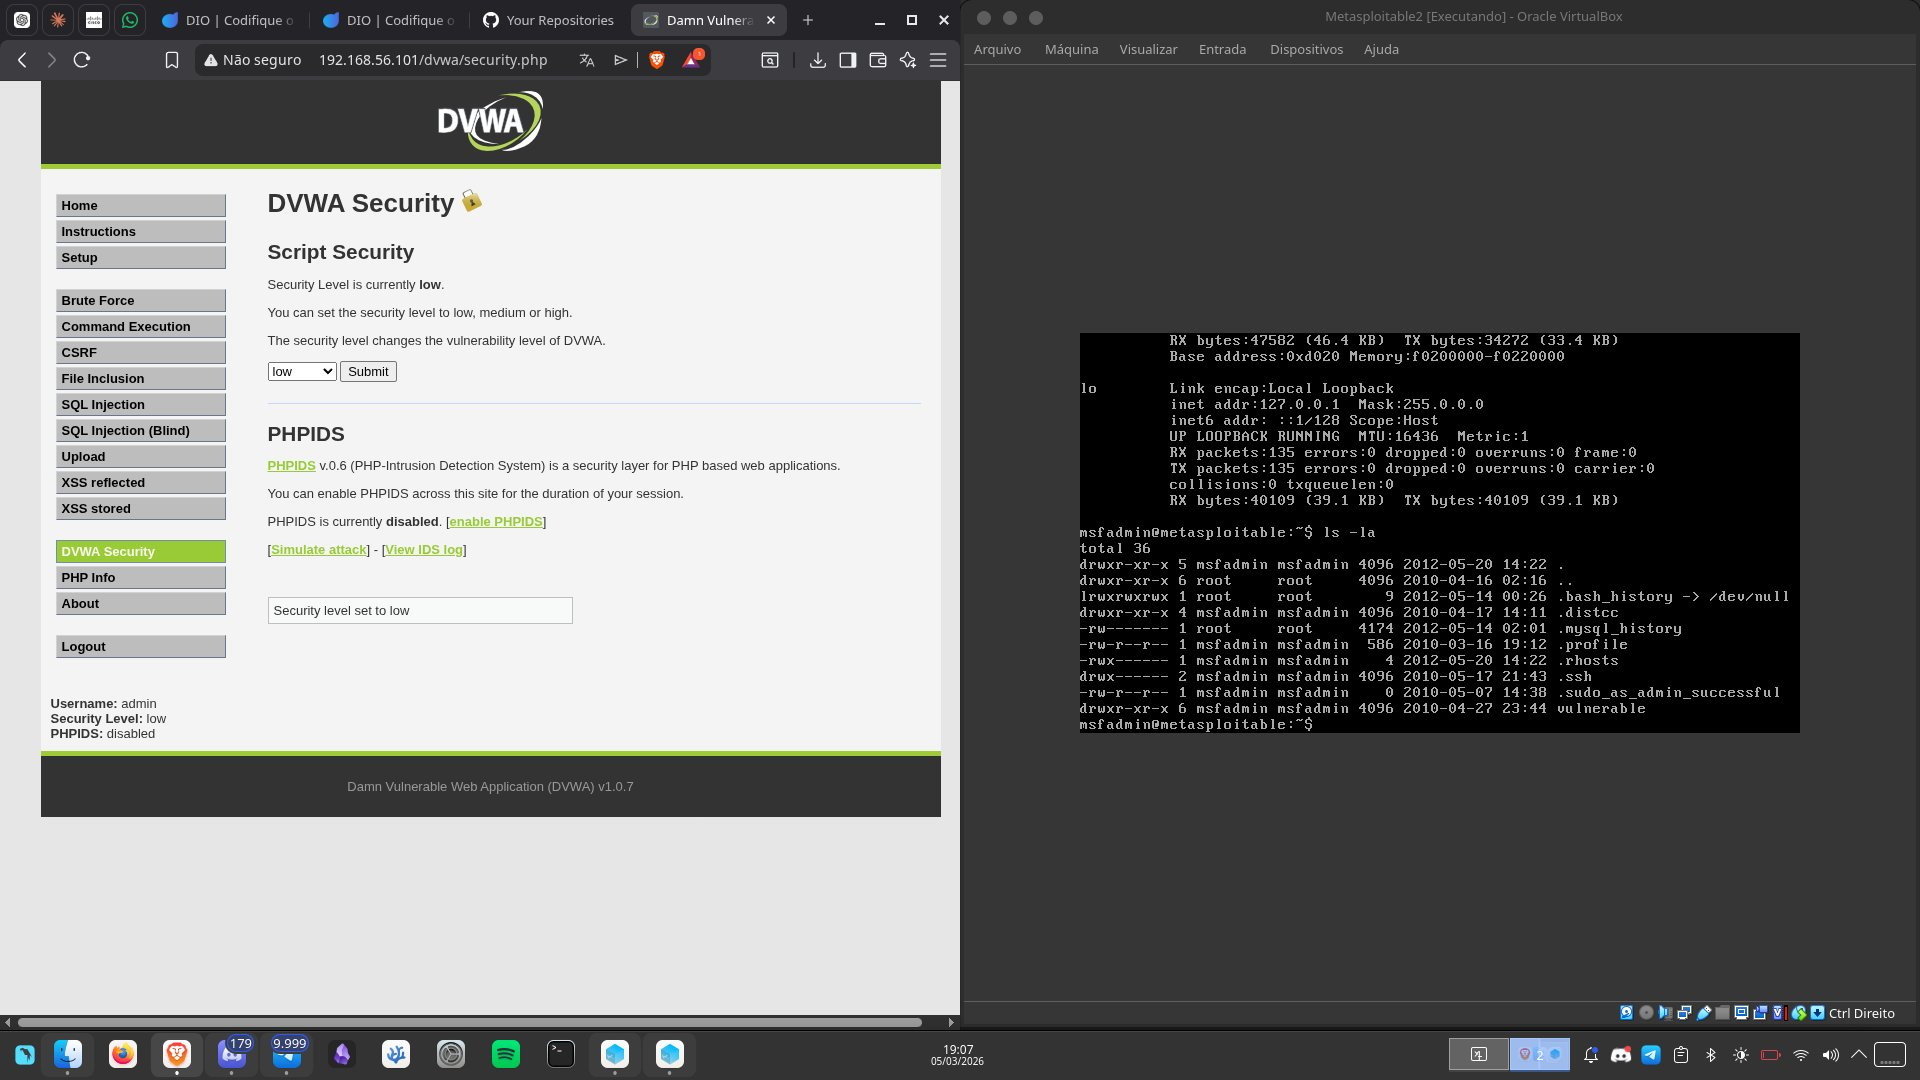 DIO | Codifique o
DIO | Codifique o
Your Repositories
Damn Vulnera
Não seguro
192.168.56.101/dvwa/security.php
DVWA
Home
Instructions
Setup
Brute Force
Command Execution
CSRF
File Inclusion
SQL Injection
SQL Injection (Blind)
Upload
XSS reflected
XSS stored
DVWA Security
PHP Info
About
Logout
Username: admin
Security Level: low
PHPIDS: disabled
DVWA Security
Script Security
Security Level is currently low.
You can set the security level to low, medium or high.
The security level changes the vulnerability level of DVWA.
low
Submit
PHPIDS
PHPIDS v.0.6 (PHP-Intrusion Detection System) is a security layer for PHP based web applications.
You can enable PHPIDS across this site for the duration of your session.
PHPIDS is currently disabled. [enable PHPIDS]
[Simulate attack] - [View IDS log]
Security level set to low
Damn Vulnerable Web Application (DVWA) v1.0.7
Metasploitable2 [Executando] - Oracle VirtualBox
Arquivo Máquina Visualizar Entrada Dispositivos Ajuda
RX bytes:47582 (46.4 KB)  TX bytes:34272 (33.4 KB)
Base address:0xd020 Memory:f0200000-f0220000
lo        Link encap:Local Loopback
inet addr:127.0.0.1  Mask:255.0.0.0
inet6 addr: ::1/128 Scope:Host
UP LOOPBACK RUNNING  MTU:16436  Metric:1
RX packets:135 errors:0 dropped:0 overruns:0 frame:0
TX packets:135 errors:0 dropped:0 overruns:0 carrier:0
collisions:0 txqueuelen:0
RX bytes:40109 (39.1 KB)  TX bytes:40109 (39.1 KB)
msfadmin@metasploitable:~$ ls -la
total 36
drwxr-xr-x 5 msfadmin msfadmin 4096 2012-05-20 14:22 .
drwxr-xr-x 6 root     root     4096 2010-04-16 02:16 ..
lrwxrwxrwx 1 root     root        9 2012-05-14 00:26 .bash_history -> /dev/null
drwxr-xr-x 4 msfadmin msfadmin 4096 2010-04-17 14:11 .distcc
-rw------- 1 root     root     4174 2012-05-14 02:01 .mysql_history
-rw-r--r-- 1 msfadmin msfadmin  586 2010-03-16 19:12 .profile
-rwx------ 1 msfadmin msfadmin    4 2012-05-20 14:22 .rhosts
drwx------ 2 msfadmin msfadmin 4096 2010-05-17 21:43 .ssh
-rw-r--r-- 1 msfadmin msfadmin    0 2010-05-07 14:38 .sudo_as_admin_successful
drwxr-xr-x 6 msfadmin msfadmin 4096 2010-04-27 23:44 vulnerable
msfadmin@metasploitable:~$
Ctrl Direito
179
9.999
19:07
05/03/2026
2